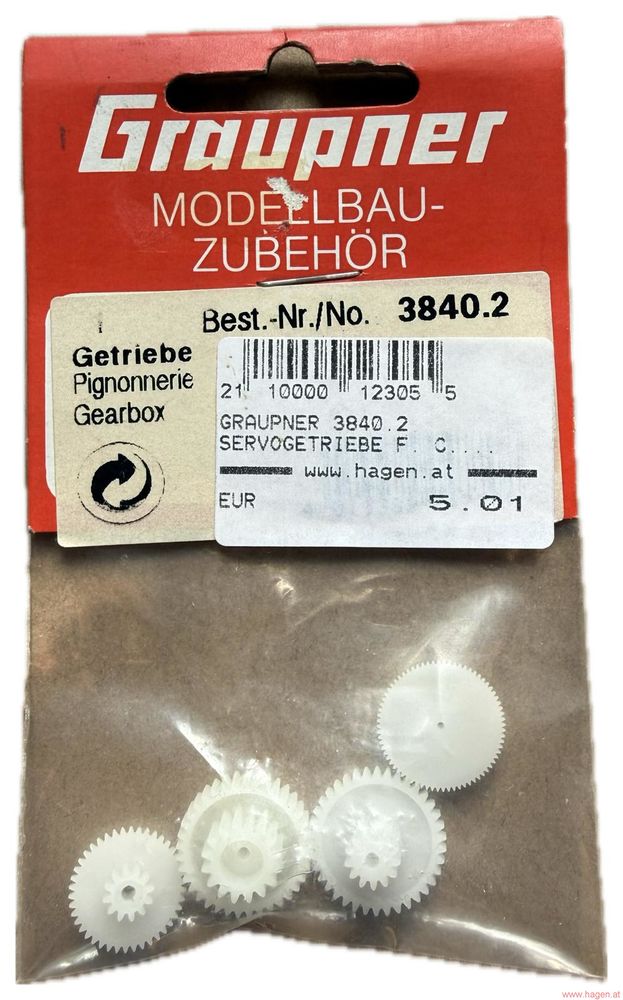 Graupner
MODELLBAU-
ZUBEHÖR
Best.-Nr./No. 3840.2
Getriebe
Pignonnerie
Gearbox
21 10000 12305 5
GRAUPNER 3840.2
SERVOGETRIEBE F. C....
www.hagen.at
EUR 5.01
www.hagen.at